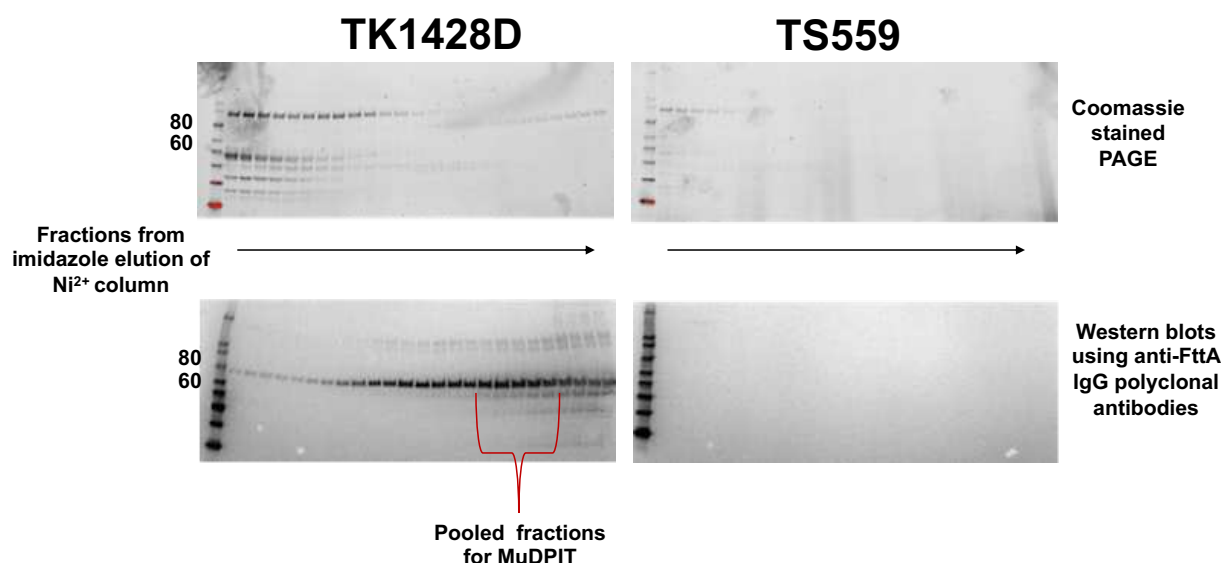 TK1428D
TS559
80
60
Coomassie
stained
PAGE
Fractions from
imidazole elution of
Ni²⁺ column
80
60
Western blots
using anti-FttA
IgG polyclonal
antibodies
Pooled fractions
for MuDPIT